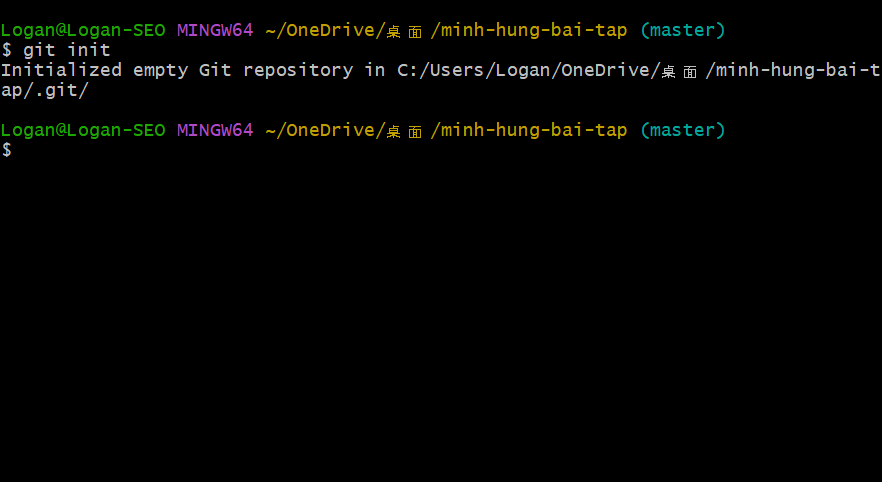 Logan@Logan-SEO MINGW64 ~/OneDrive/桌面/minh-hung-bai-tap (master)
$ git init
Initialized empty Git repository in C:/Users/Logan/OneDrive/桌面/minh-hung-bai-t
ap/.git/
Logan@Logan-SEO MINGW64 ~/OneDrive/桌面/minh-hung-bai-tap (master)
$